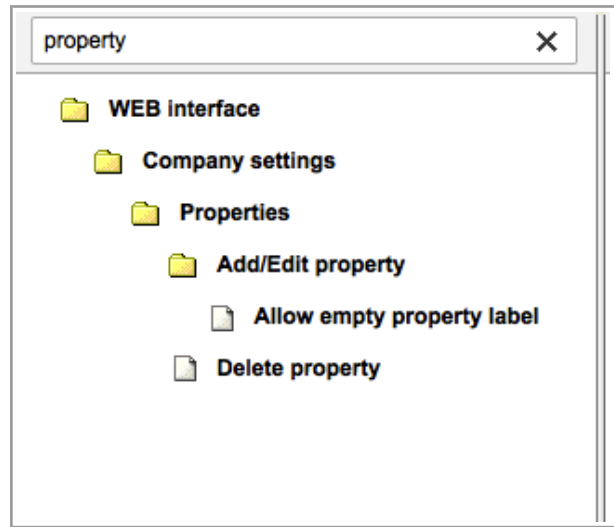 property
WEB interface
Company settings
Properties
Add/Edit property
Allow empty property label
Delete property